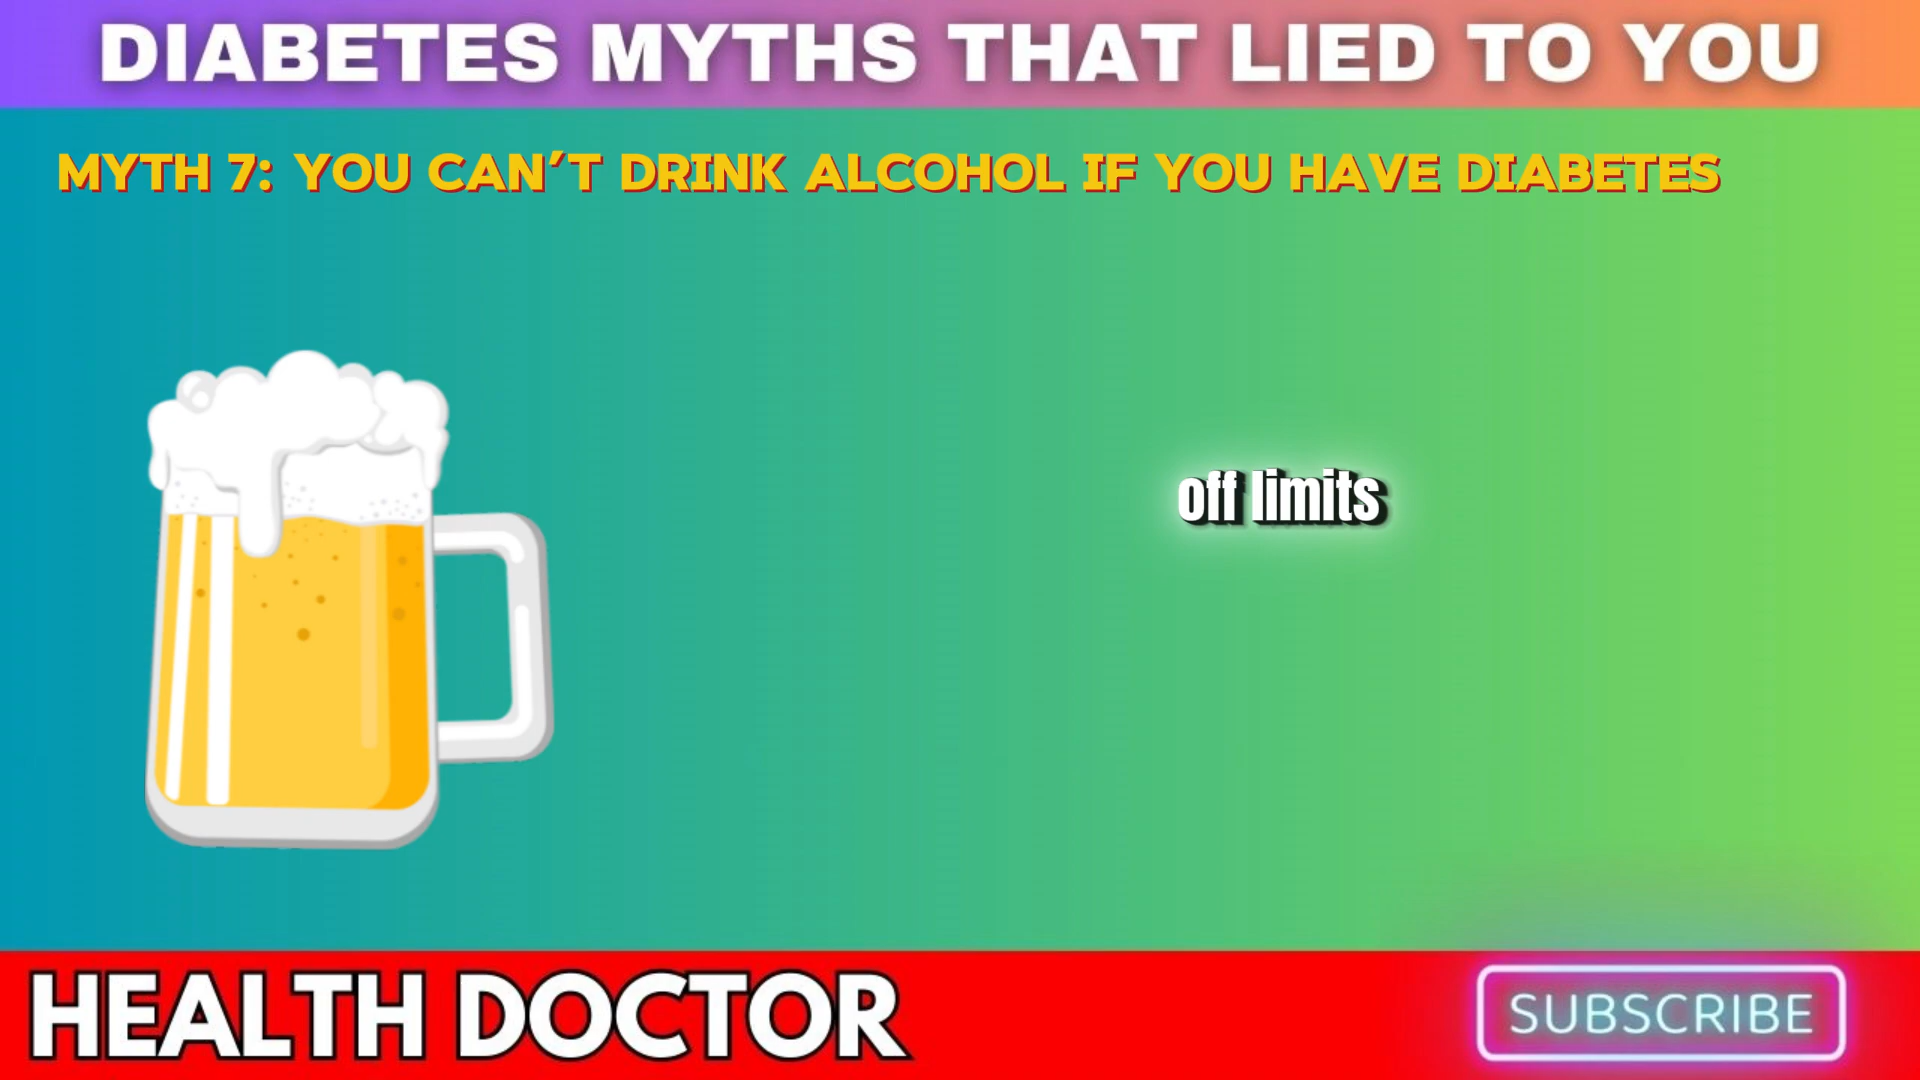 DIABETES MYTHS THAT LIED TO YOU
MYTH 7: YOU CAN´T DRINK ALCOHOL IF YOU HAVE DIABETES
off limits
HEALTH DOCTOR
SUBSCRIBE